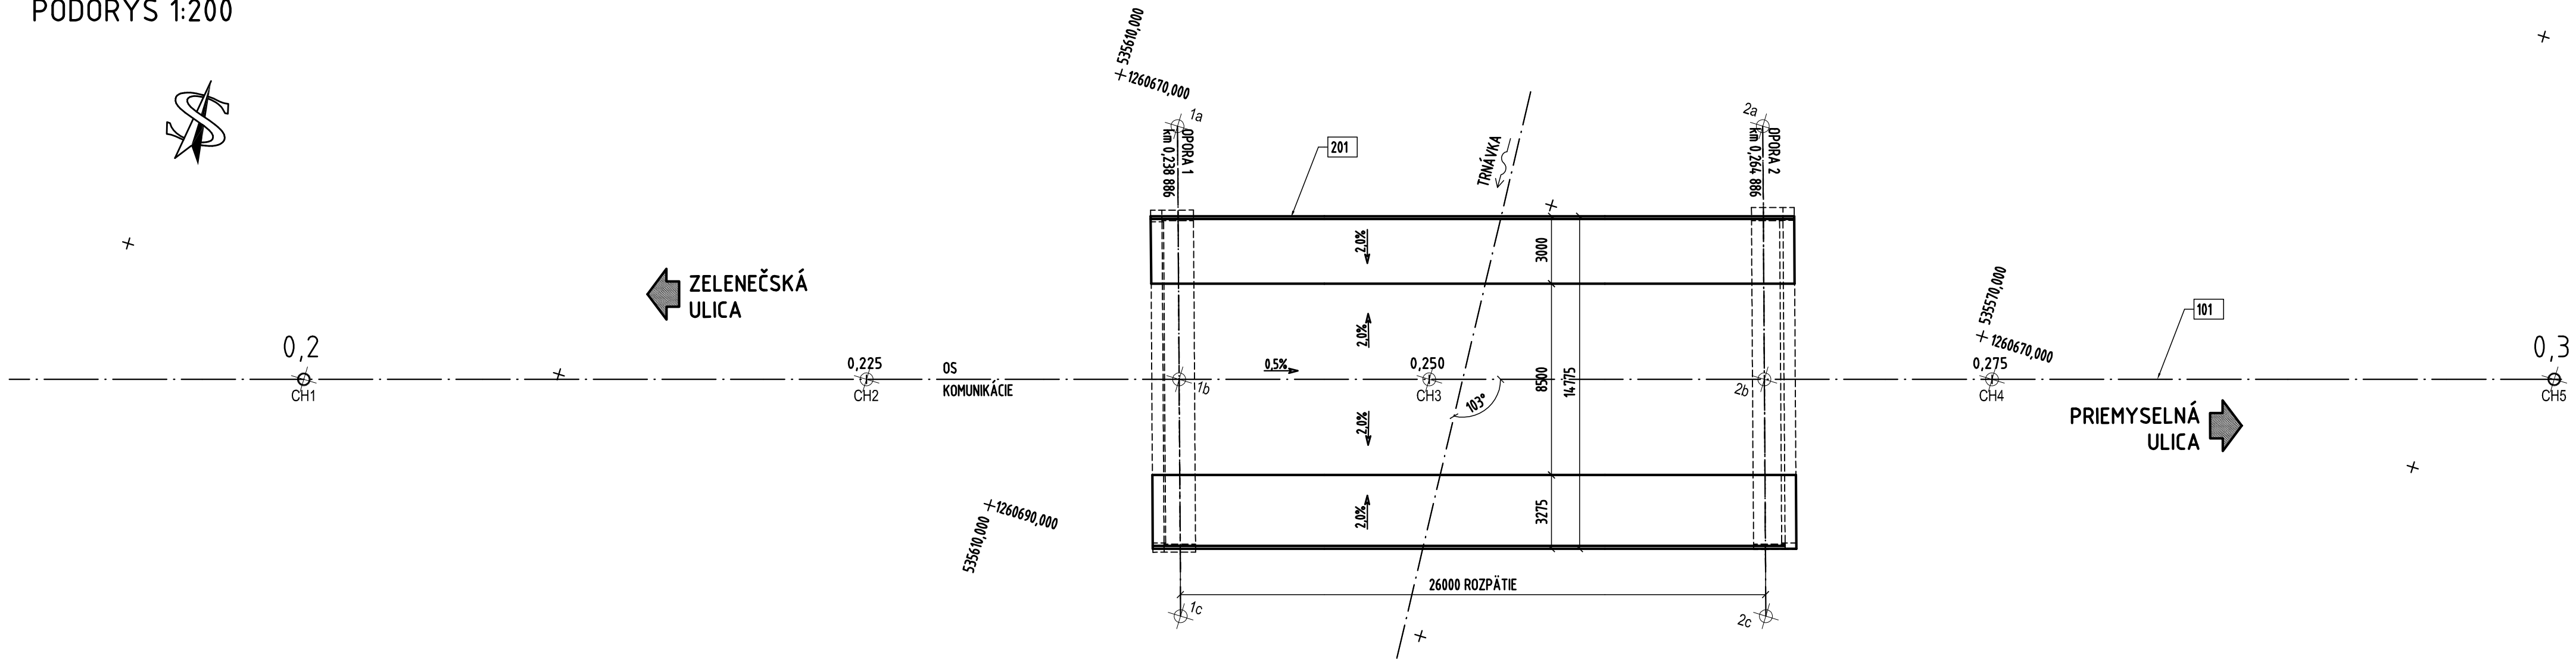 PÔDORYS 1:200
535610,000
1260670,000
1a
OPORA 1
km 0,238 886
201
TRNÁVKA
2a
OPORA 2
km 0,264 886
2,0%
3000
ZELENEČSKÁ
ULICA
535570,000
1260670,000
101
0,2
CH1
0,225
CH2
OS
KOMUNIKÁCIE
1b
0,5%
2,0%
0,250
CH3
103°
8500
14775
2b
0,275
CH4
0,3
CH5
2,0%
PRIEMYSELNÁ
ULICA
535610,000
1260690,000
2,0%
3275
26000 ROZPÄTIE
1c
2c